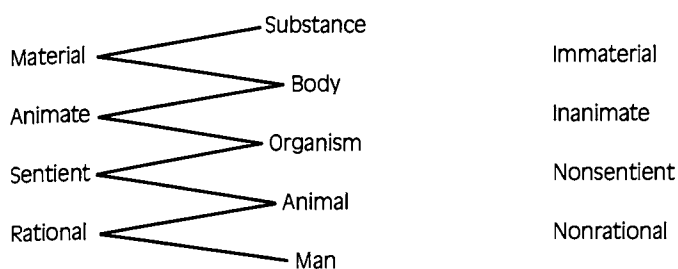 Substance
Material Immaterial
Body
Animate Inanimate
Organism
Sentient Nonsentient
Animal
Rational Nonrational
Man